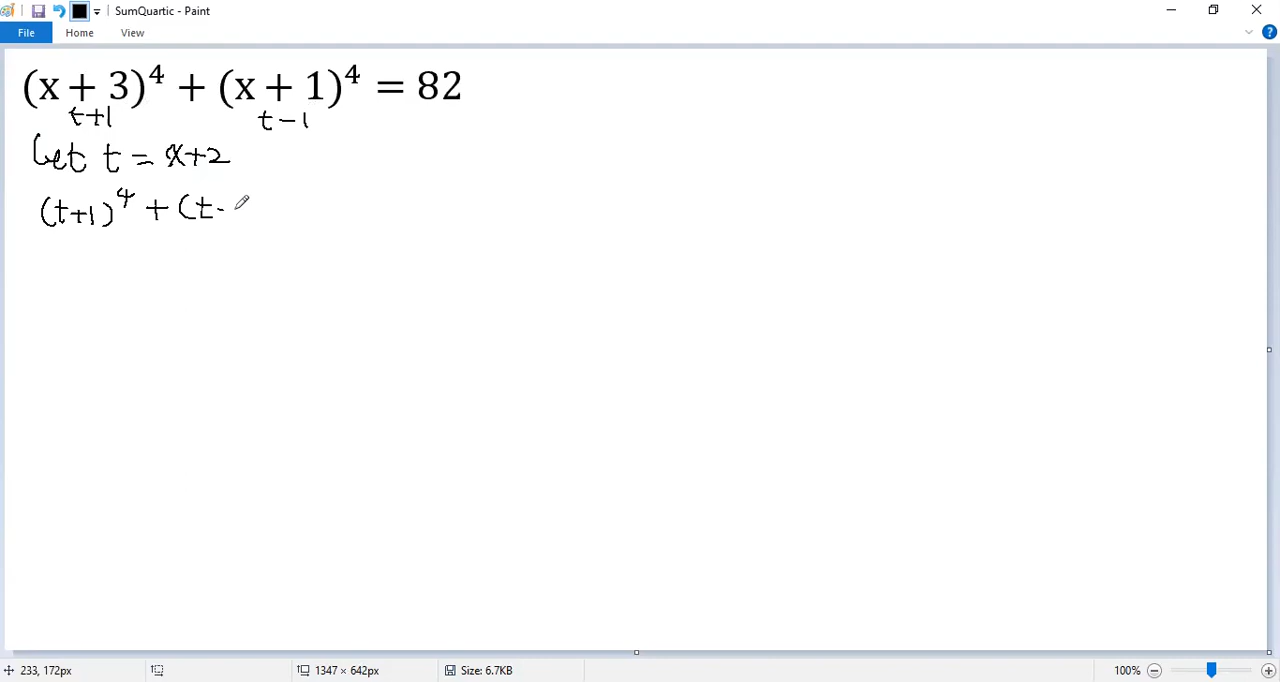 SumQuartic - Paint
File Home View
(x + 3)⁴ + (x + 1)⁴ = 82
t+1 t-1
Let t = x+2
(t+1)⁴ + (t-
233, 172px 1347 × 642px Size: 6.7KB 100%